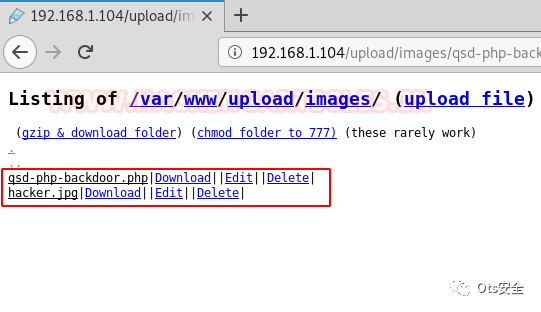 192.168.1.104/upload/im
192.168.1.104/upload/images/qsd-php-back
Listing of /var/www/upload/images/ (upload file)
(gzip & download folder) (chmod folder to 777) (these rarely work)
.
..
qsd-php-backdoor.php|Download||Edit||Delete|
hacker.jpg|Download||Edit||Delete|
Ots安全